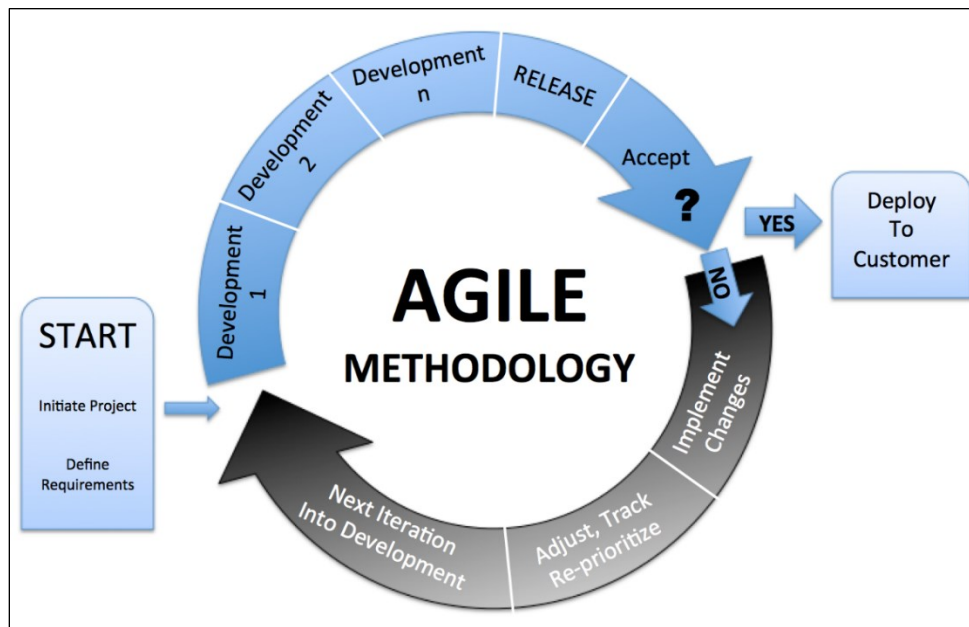 START
Initiate Project
Define
Requirements
Development
1
Development
2
Development
n
RELEASE
Accept
?
YES
Deploy
To
Customer
NO
Implement
Changes
Adjust, Track
Re-prioritize
Next Iteration
Into Development
AGILE
METHODOLOGY